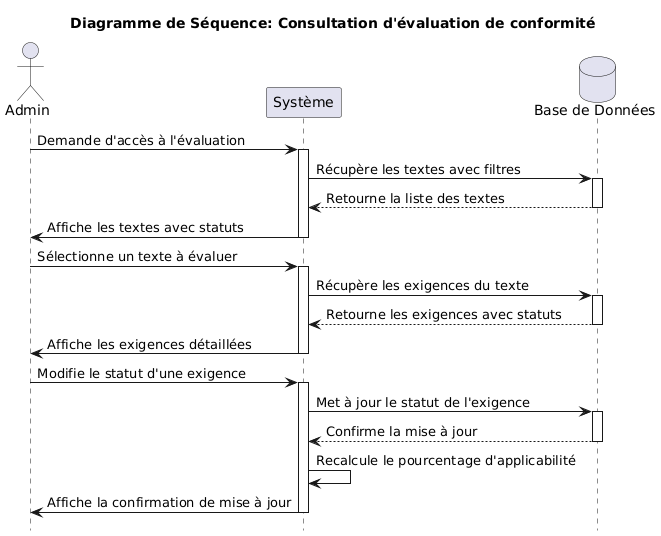 Diagramme de Séquence: Consultation d'évaluation de conformité
Admin
Système
Base de Données
Demande d'accès à l'évaluation
Récupère les textes avec filtres
Retourne la liste des textes
Affiche les textes avec statuts
Sélectionne un texte à évaluer
Récupère les exigences du texte
Retourne les exigences avec statuts
Affiche les exigences détaillées
Modifie le statut d'une exigence
Met à jour le statut de l'exigence
Confirme la mise à jour
Recalcule le pourcentage d'applicabilité
Affiche la confirmation de mise à jour